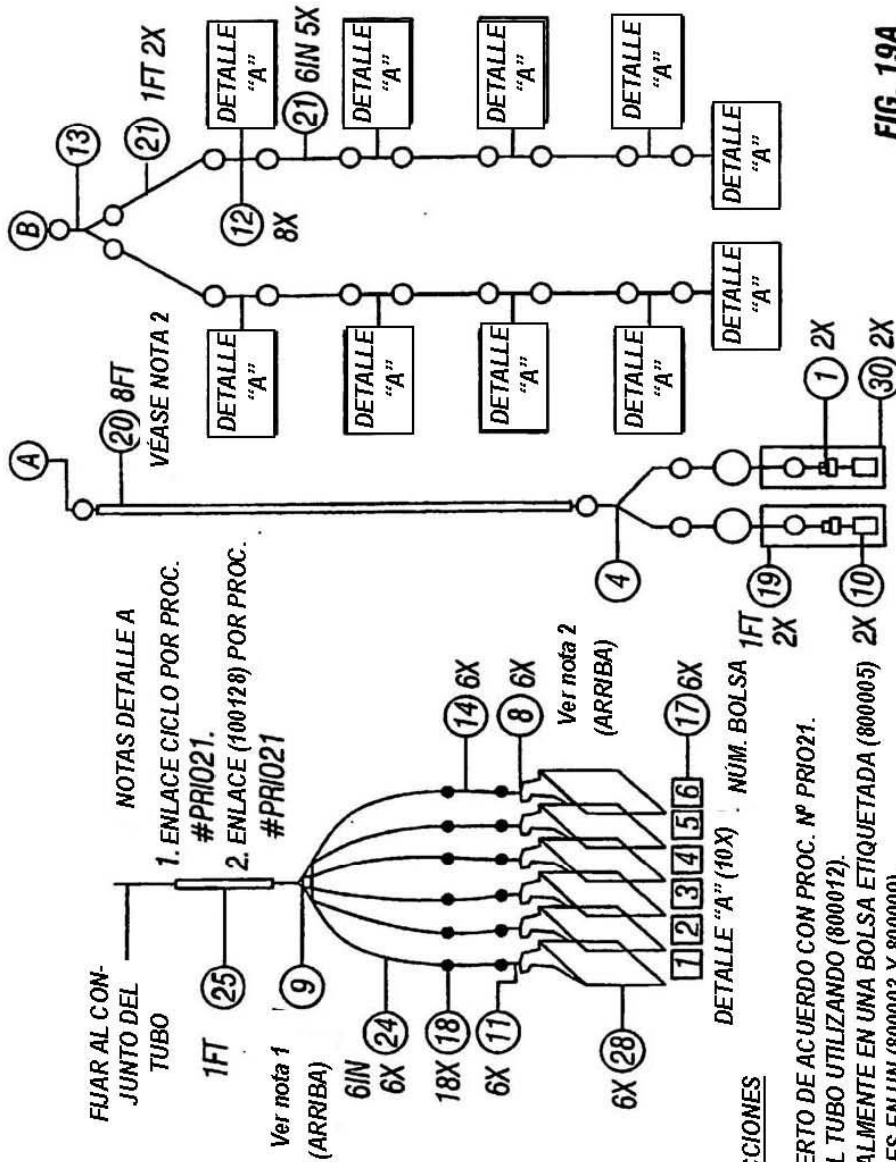 FIJAR AL CON-
JUNTO DEL
TUBO
1FT
25
Ver nota 1
(ARRIBA)
9
6IN
6X 24
18X 18
6X 11
6X 28
NOTAS DETALLE A
1. ENLACE CICLO POR PROC.
#PRIO21.
2. ENLACE (100128) POR PROC.
#PRIO21
14 6X
8 6X
Ver nota 2
(ARRIBA)
1 2 3 4 5 6
17 6X
NÚM. BOLSA
DETALLE "A" (10X)
A
20 8FT
VÉASE NOTA 2
4
1FT
2X 19
2X 10
1 2X
30 2X
B
13
21 1FT 2X
12
8X
21 6IN 5X
DETALLE
"A"
DETALLE
"A"
DETALLE
"A"
DETALLE
"A"
DETALLE
"A"
DETALLE
"A"
DETALLE
"A"
DETALLE
"A"
DETALLE
"A"
DETALLE
"A"
CCIONES
ERTO DE ACUERDO CON PROC. Nº PRIO21.
L TUBO UTILIZANDO (800012).
ALMENTE EN UNA BOLSA ETIQUETADA (800005)
FIG. 19A